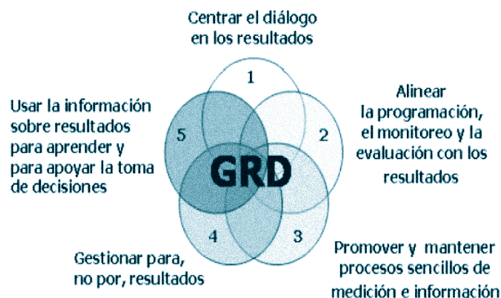 Centrar el diálogo
en los resultados
1
Alinear
la programación,
el monitoreo y la
evaluación con los
resultados
2
Promover y mantener
procesos sencillos de
medición e información
3
Gestionar para,
no por, resultados
4
Usar la información
sobre resultados
para aprender y
para apoyar la toma
de decisiones
5
GRD